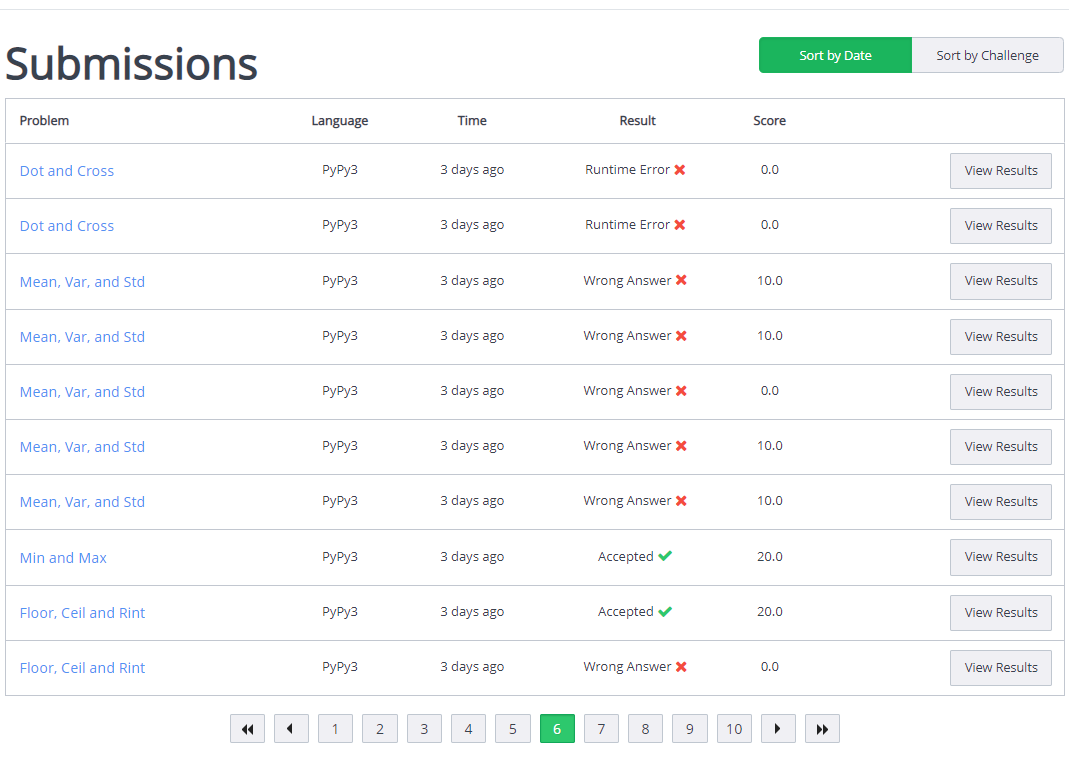 Submissions
Sort by Date Sort by Challenge
Problem Language Time Result Score
Dot and Cross PyPy3 3 days ago Runtime Error 0.0 View Results
Dot and Cross PyPy3 3 days ago Runtime Error 0.0 View Results
Mean, Var, and Std PyPy3 3 days ago Wrong Answer 10.0 View Results
Mean, Var, and Std PyPy3 3 days ago Wrong Answer 10.0 View Results
Mean, Var, and Std PyPy3 3 days ago Wrong Answer 0.0 View Results
Mean, Var, and Std PyPy3 3 days ago Wrong Answer 10.0 View Results
Mean, Var, and Std PyPy3 3 days ago Wrong Answer 10.0 View Results
Min and Max PyPy3 3 days ago Accepted 20.0 View Results
Floor, Ceil and Rint PyPy3 3 days ago Accepted 20.0 View Results
Floor, Ceil and Rint PyPy3 3 days ago Wrong Answer 0.0 View Results
1 2 3 4 5 6 7 8 9 10